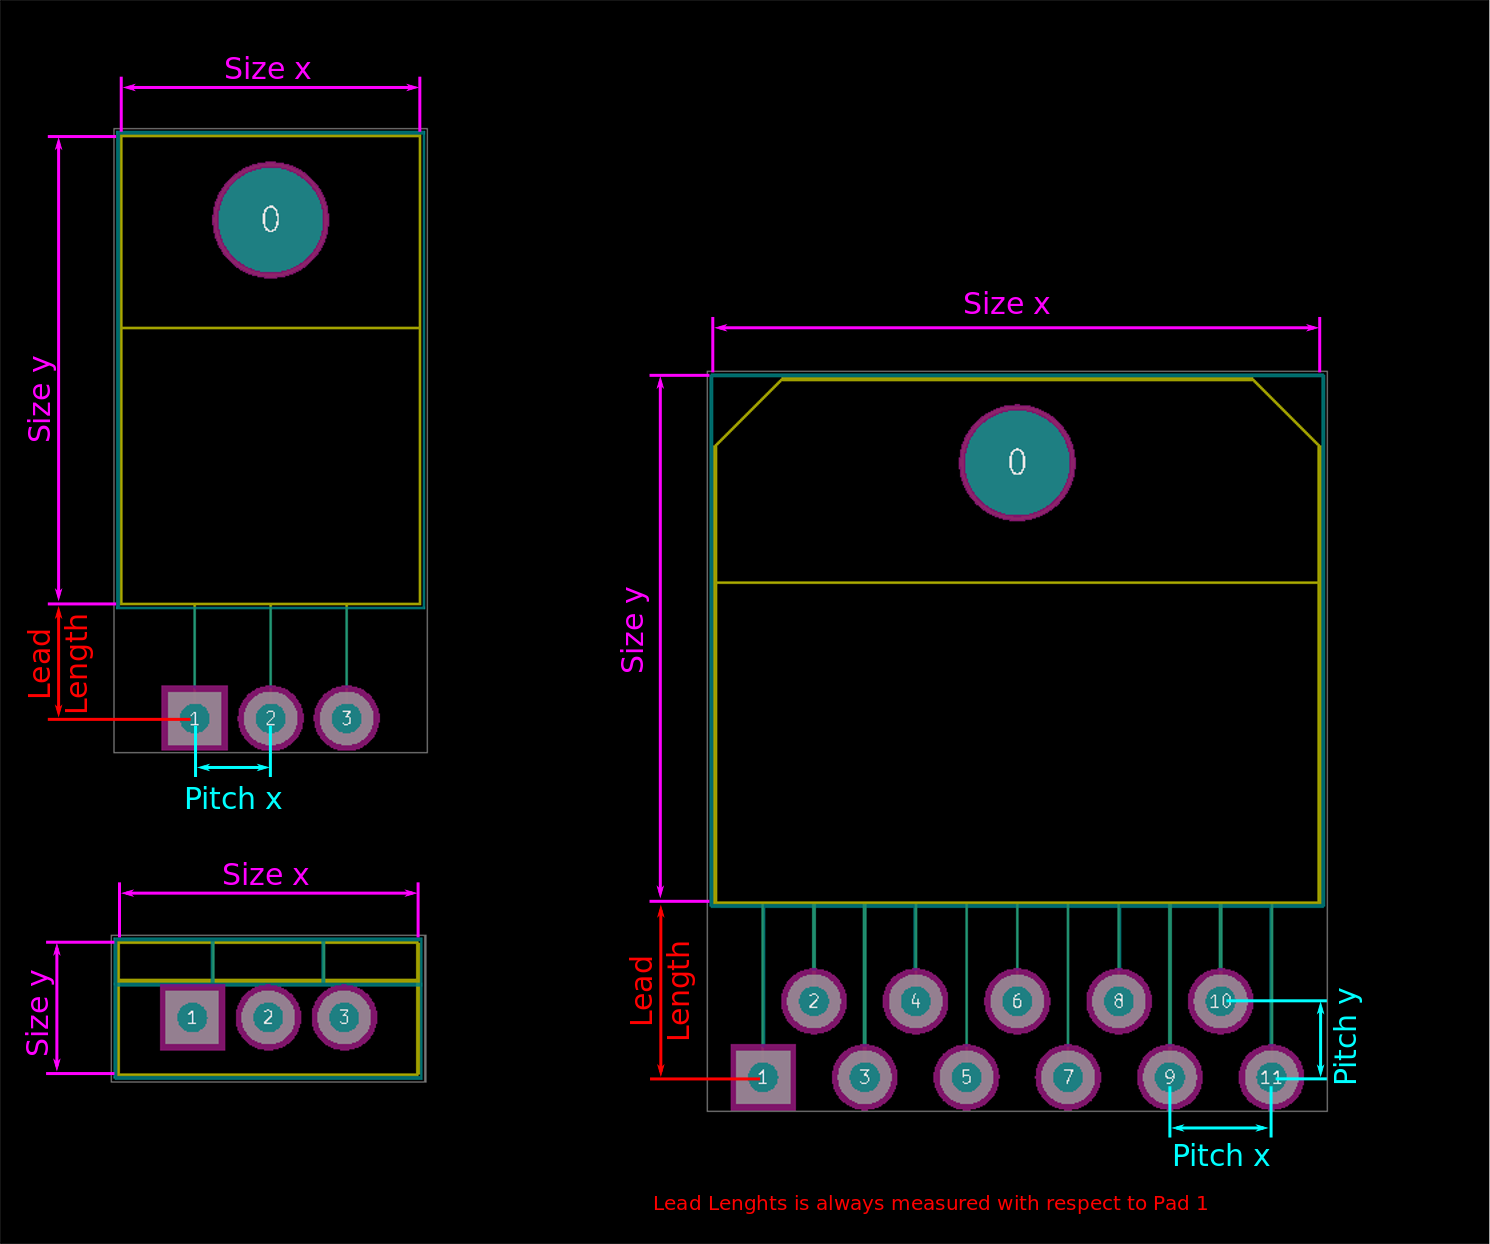 Size x
0
Size y
Lead
Length
1 2 3
Pitch x
Size x
Size y
1 2 3
Size x
0
Size y
Lead
Length
2 4 6 8 10
1 3 5 7 9 11
Pitch y
Pitch x
Lead Lenghts is always measured with respect to Pad 1